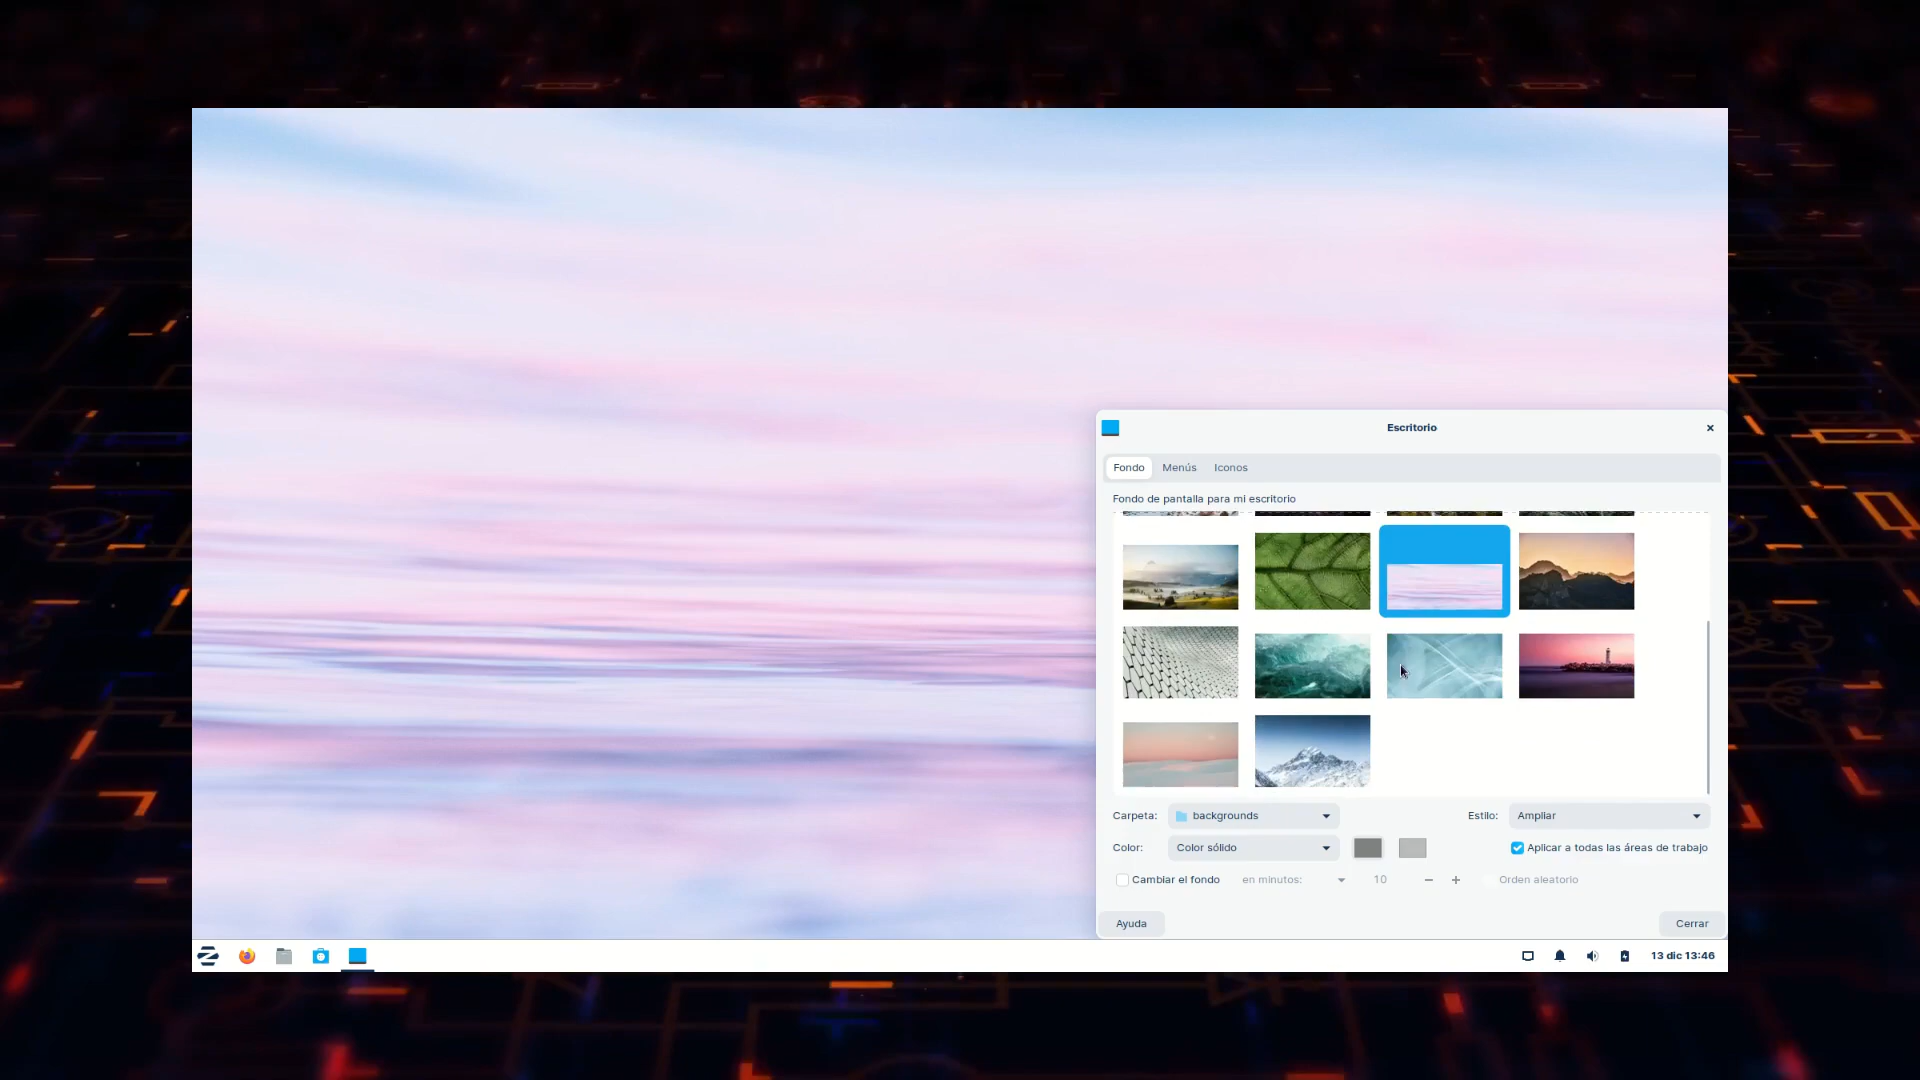 Escritorio
Fondo Menús Iconos
Fondo de pantalla para mi escritorio
Carpeta: backgrounds Estilo: Ampliar
Color: Color sólido Aplicar a todas las áreas de trabajo
Cambiar el fondo en minutos: 10 Orden aleatorio
Ayuda Cerrar
13 dic 13:46